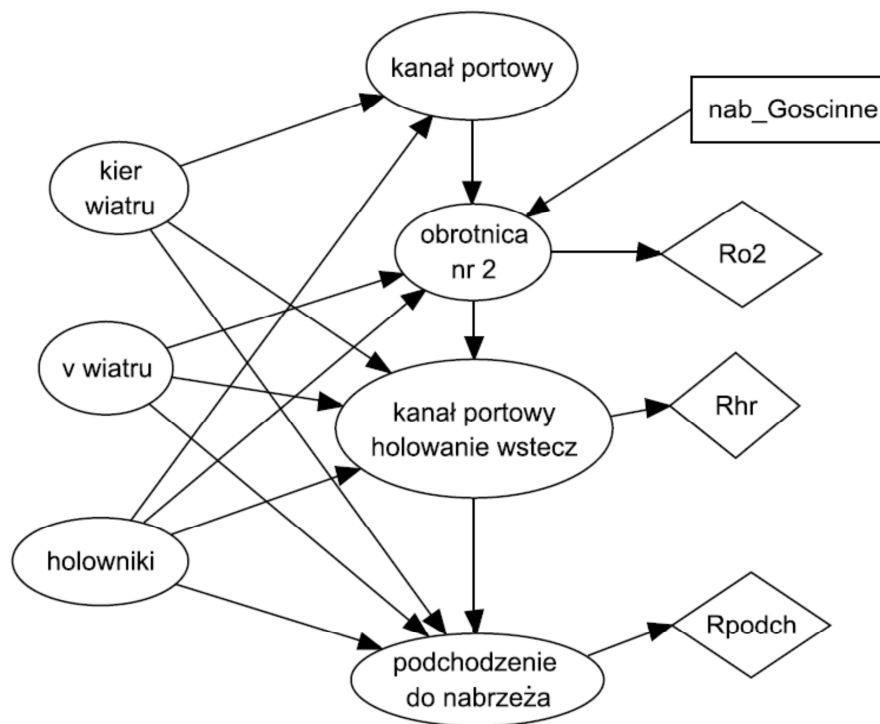 kanał portowy
nab_Goscinne
kier
wiatru
obrotnica
nr 2
Ro2
v wiatru
kanał portowy
holowanie wstecz
Rhr
holowniki
podchodzenie
do nabrzeża
Rpodch